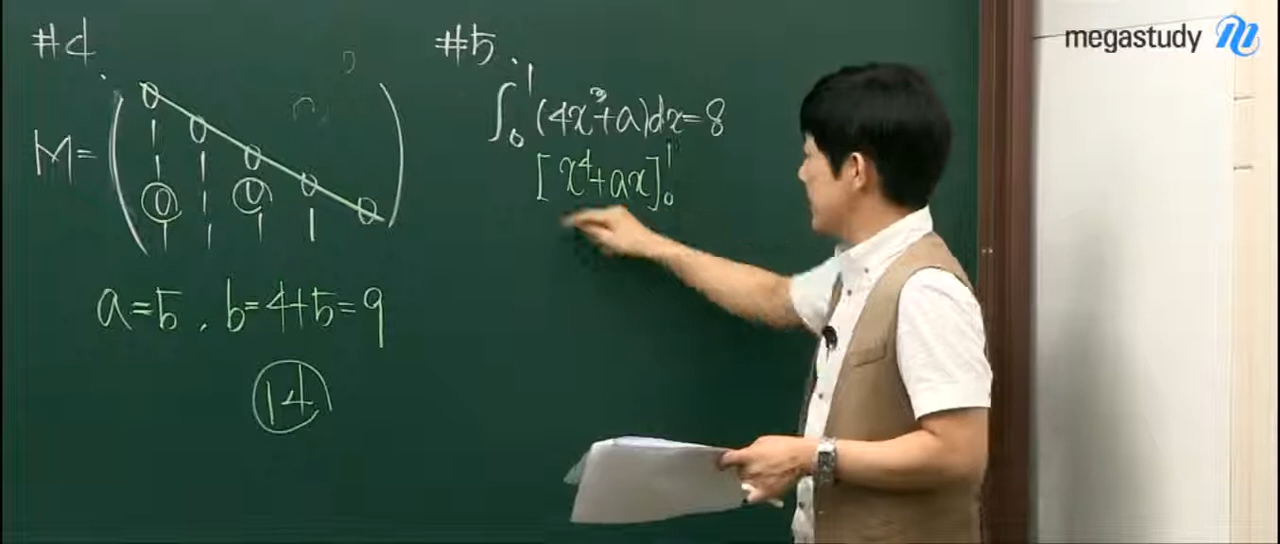 #4.
M= ( 0 0 0 0 0
1 1 1 1
0 0
1 1 1 1 )
a=5, b=4+5=9
14
#5.
∫₀¹(4x³+a)dx=8
[x⁴+ax]₀¹
megastudy